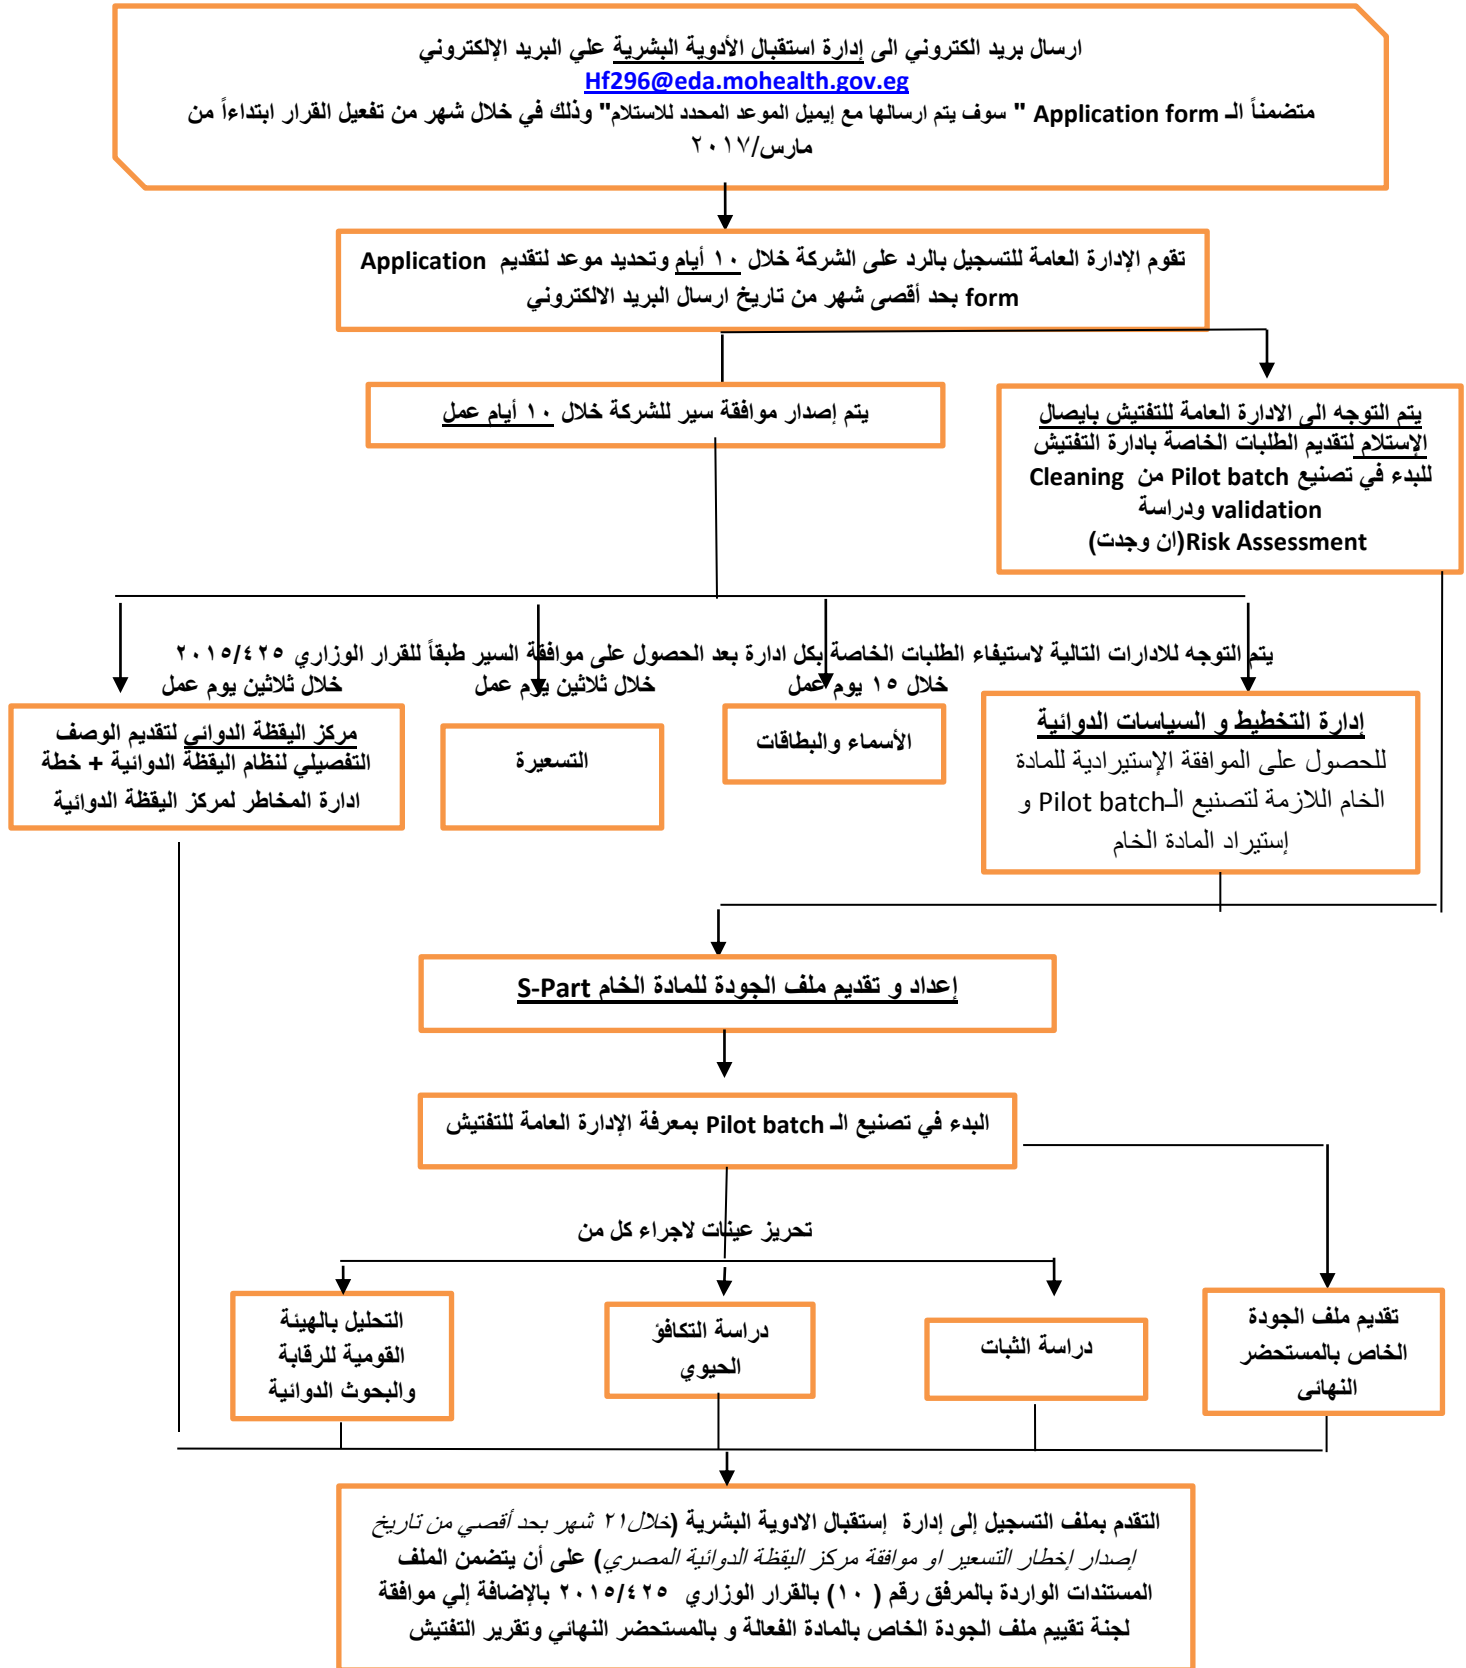 ارسال بريد الكتروني الى إدارة استقبال الأدوية البشرية علي البريد الإلكتروني
Hf296@eda.mohealth.gov.eg
متضمناً الـ Application form " سوف يتم ارسالها مع إيميل الموعد المحدد للاستلام" وذلك في خلال شهر من تفعيل القرار ابتداءاً من
مارس/٢٠١٧
تقوم الإدارة العامة للتسجيل بالرد على الشركة خلال ١٠ أيام وتحديد موعد لتقديم Application
form بحد أقصى شهر من تاريخ ارسال البريد الالكتروني
يتم إصدار موافقة سير للشركة خلال ١٠ أيام عمل
يتم التوجه الى الادارة العامة للتفتيش بايصال
الإستلام لتقديم الطلبات الخاصة بادارة التفتيش
للبدء في تصنيع Pilot batch من Cleaning
validation ودراسة
Risk Assessment(ان وجدت)
يتم التوجه للادارات التالية لاستيفاء الطلبات الخاصة بكل ادارة بعد الحصول على موافقة السير طبقاً للقرار الوزاري ٢٠١٥/٤٢٥
خلال ١٥ يوم عمل
خلال ثلاثين يوم عمل
خلال ثلاثين يوم عمل
إدارة التخطيط و السياسات الدوائية
للحصول على الموافقة الإستيرادية للمادة
الخام اللازمة لتصنيع الـPilot batch و
إستيراد المادة الخام
الأسماء والبطاقات
التسعيرة
مركز اليقظة الدوائي لتقديم الوصف
التفصيلي لنظام اليقظة الدوائية + خطة
ادارة المخاطر لمركز اليقظة الدوائية
إعداد و تقديم ملف الجودة للمادة الخام S-Part
البدء في تصنيع الـ Pilot batch بمعرفة الإدارة العامة للتفتيش
تحريز عينات لاجراء كل من
تقديم ملف الجودة
الخاص بالمستحضر
النهائى
دراسة الثبات
دراسة التكافؤ
الحيوي
التحليل بالهيئة
القومية للرقابة
والبحوث الدوائية
التقدم بملف التسجيل إلى إدارة إستقبال الادوية البشرية (خلال٢١ شهر بحد أقصي من تاريخ
إصدار إخطار التسعير او موافقة مركز اليقظة الدوائية المصري) على أن يتضمن الملف
المستندات الواردة بالمرفق رقم ( ١٠) بالقرار الوزاري ٢٠١٥/٤٢٥ بالإضافة إلي موافقة
لجنة تقييم ملف الجودة الخاص بالمادة الفعالة و بالمستحضر النهائي وتقرير التفتيش